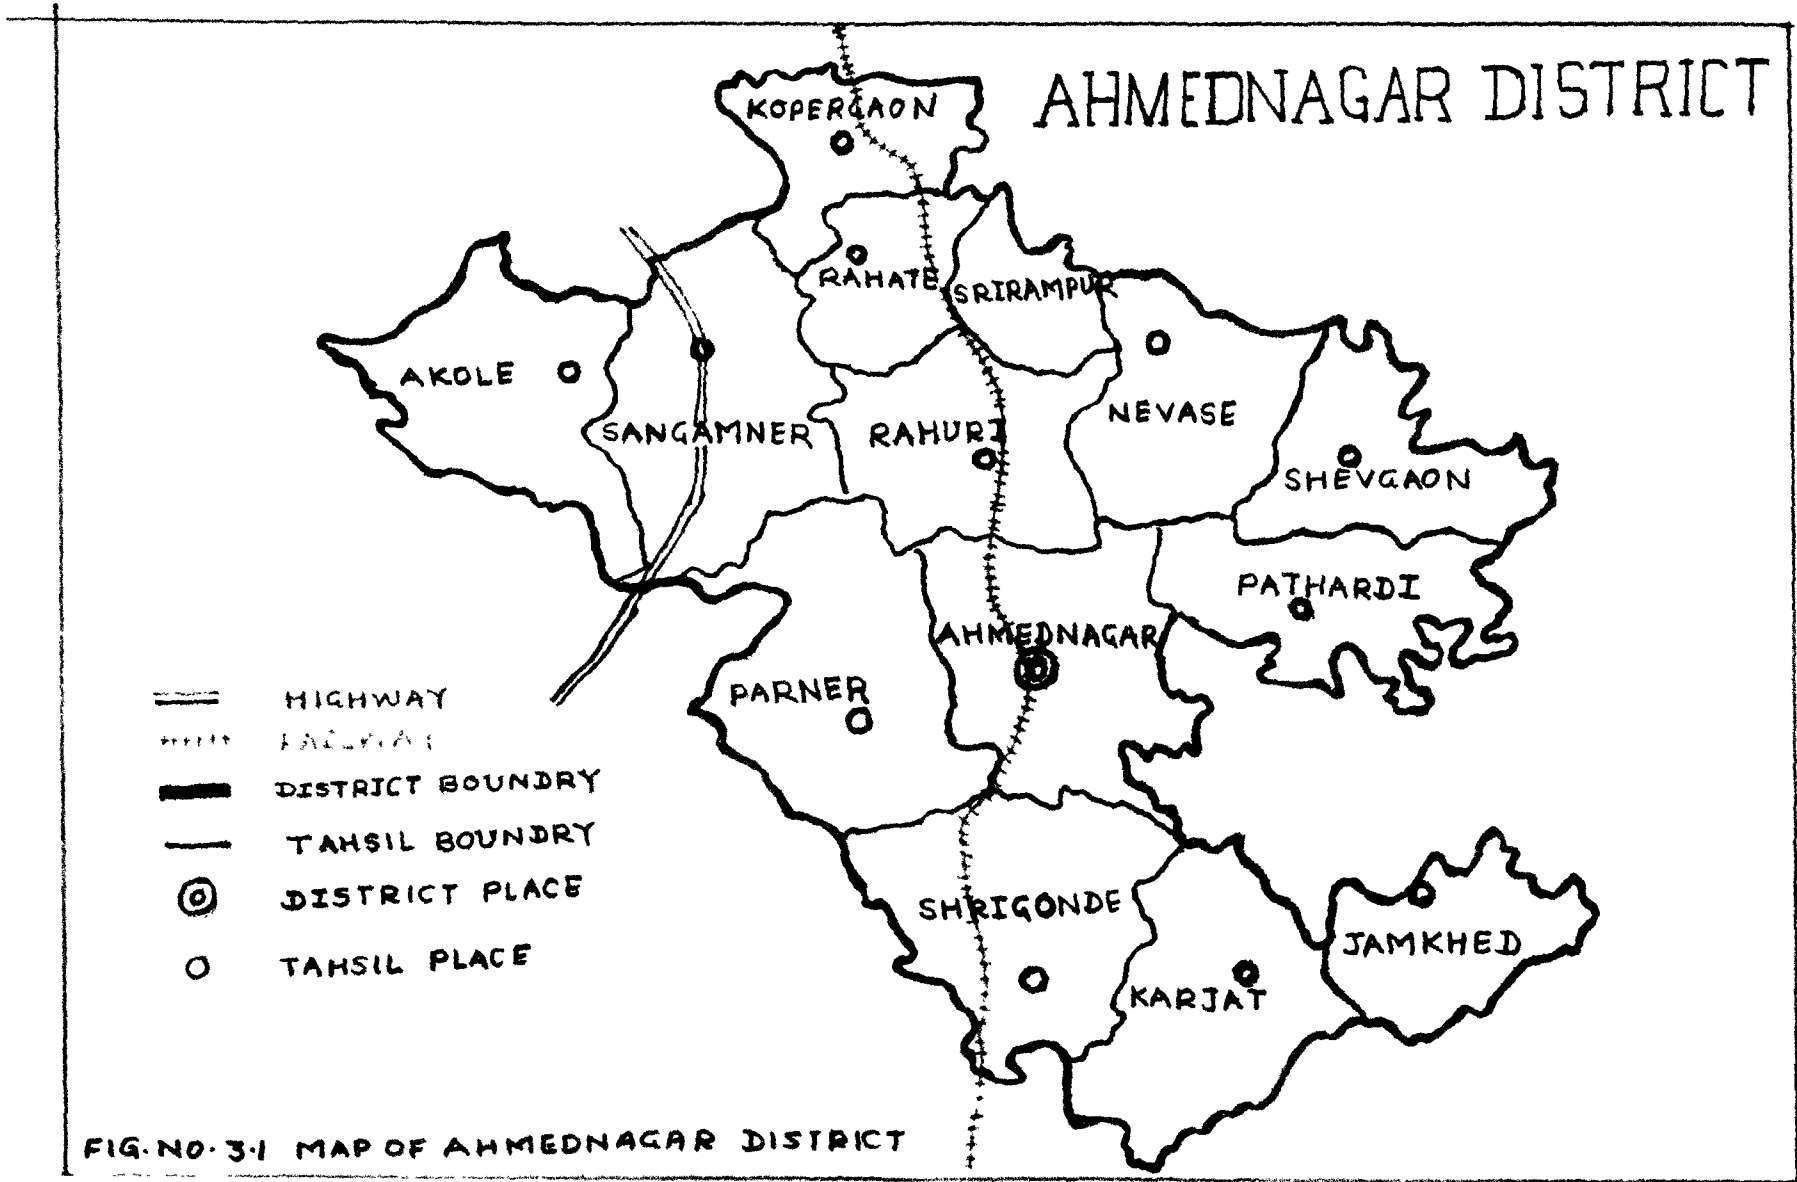 AHMEDNAGAR DISTRICT
KOPERGAON
RAHATE
SRIRAMPUR
AKOLE
NEVASE
SANGAMNER
RAHURI
SHEVGAON
PATHARDI
AHMEDNAGAR
PARNER
SHRIGONDE
JAMKHED
KARJAT
HIGHWAY
RAILWAY
DISTRICT BOUNDRY
TAHSIL BOUNDRY
DISTRICT PLACE
TAHSIL PLACE
FIG. NO. 3.1 MAP OF AHMEDNAGAR DISTRICT